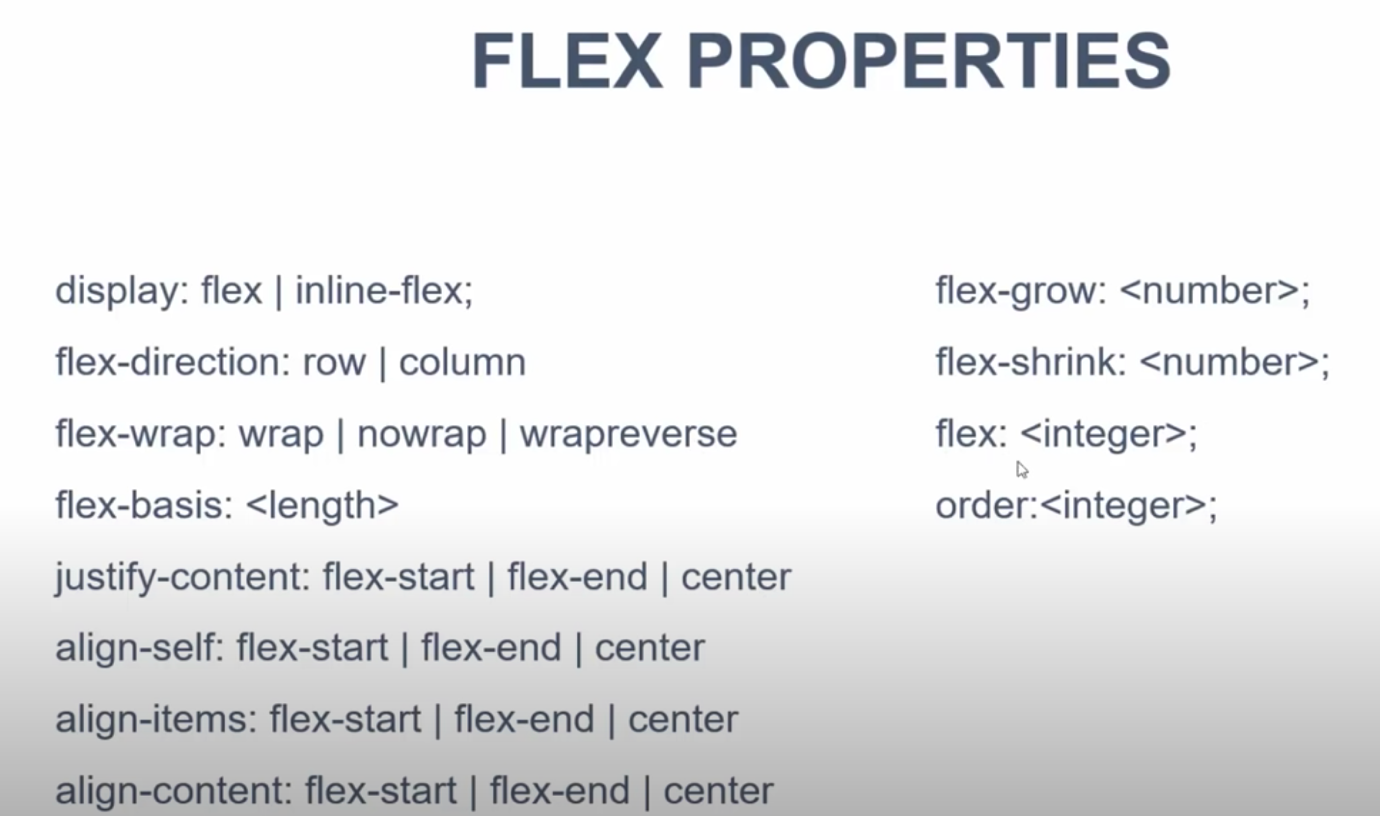 FLEX PROPERTIES
display: flex | inline-flex;
flex-direction: row | column
flex-wrap: wrap | nowrap | wrapreverse
flex-basis: <length>
justify-content: flex-start | flex-end | center
align-self: flex-start | flex-end | center
align-items: flex-start | flex-end | center
align-content: flex-start | flex-end | center
flex-grow: <number>;
flex-shrink: <number>;
flex: <integer>;
order:<integer>;